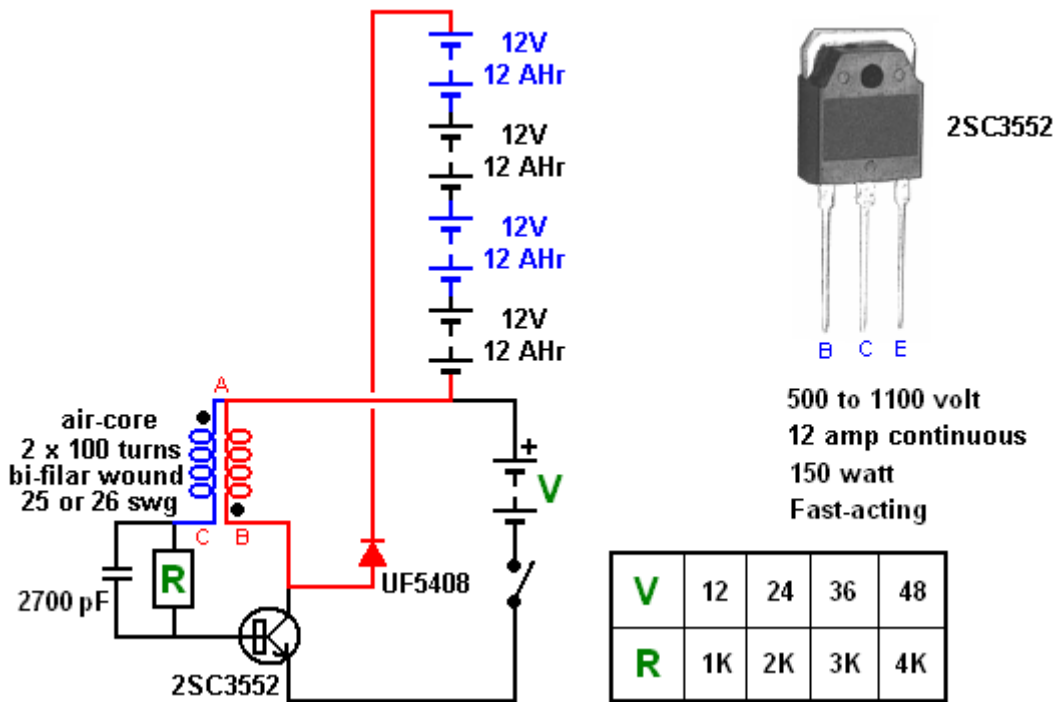 12V
12 AHr
12V
12 AHr
12V
12 AHr
12V
12 AHr
2SC3552
B C E
500 to 1100 volt
12 amp continuous
150 watt
Fast-acting
A
air-core
2 x 100 turns
bi-filar wound
25 or 26 swg
C B
+
V
R
2700 pF
UF5408
2SC3552
V 12 24 36 48
R 1K 2K 3K 4K